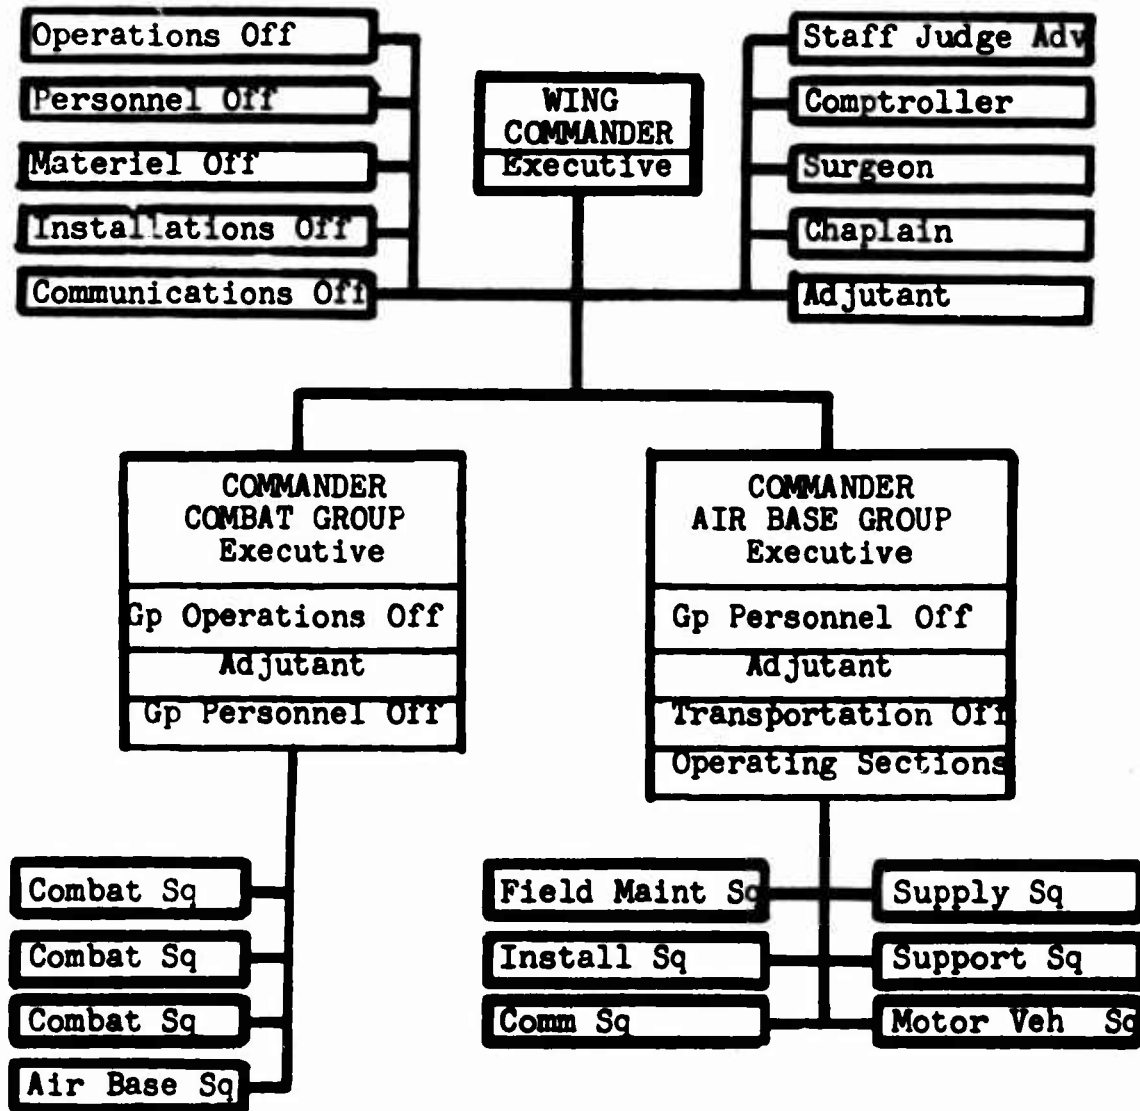 Operations Off
Personnel Off
Materiel Off
Installations Off
Communications Off
WING
COMMANDER
Executive
Staff Judge Adv
Comptroller
Surgeon
Chaplain
Adjutant
COMMANDER
COMBAT GROUP
Executive
Gp Operations Off
Adjutant
Gp Personnel Off
COMMANDER
AIR BASE GROUP
Executive
Gp Personnel Off
Adjutant
Transportation Off
Operating Sections
Combat Sq
Combat Sq
Combat Sq
Air Base Sq
Field Maint Sq
Install Sq
Comm Sq
Supply Sq
Support Sq
Motor Veh Sq